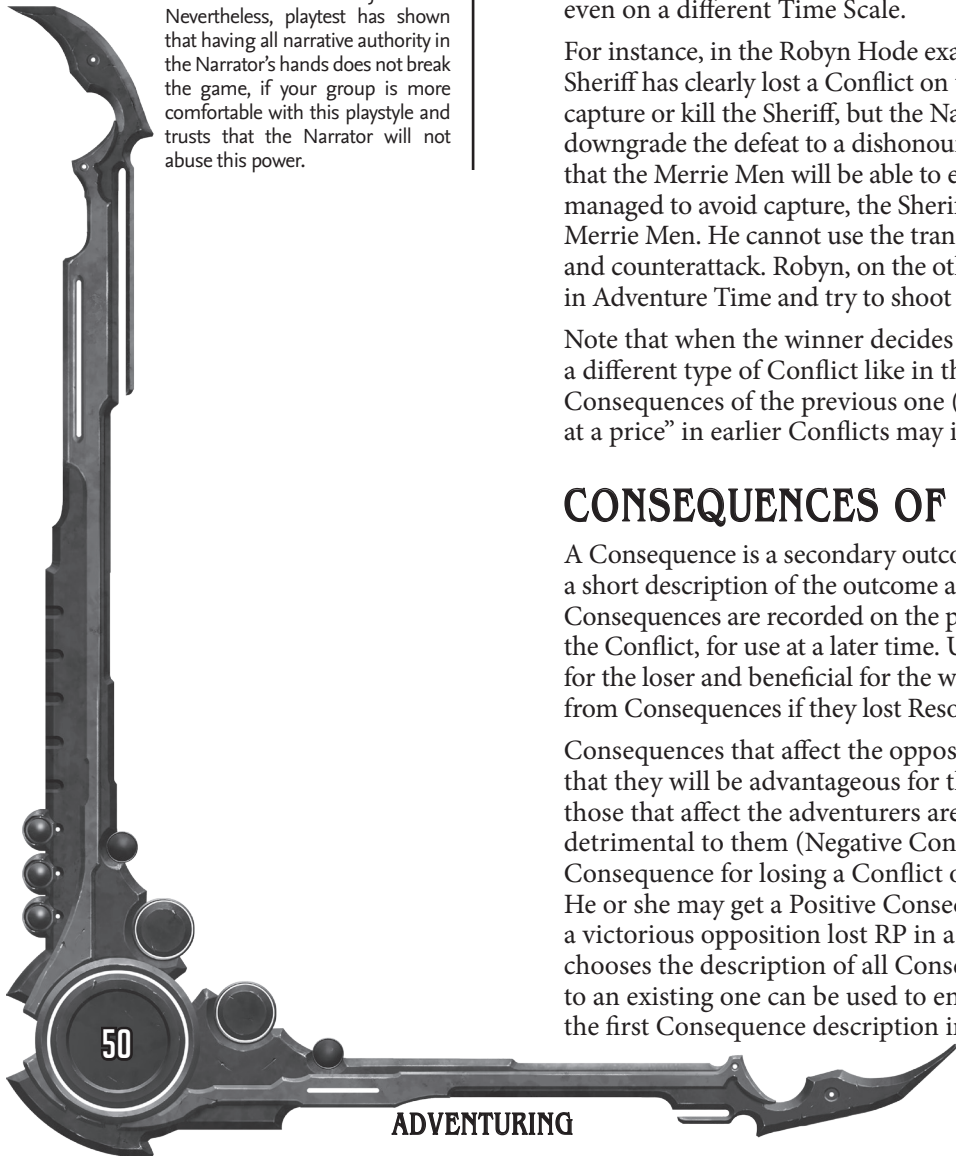 Nevertheless, playtest has shown
that having all narrative authority in
the Narrator's hands does not break
the game, if your group is more
comfortable with this playstyle and
trusts that the Narrator will not
abuse this power.
even on a different Time Scale.
For instance, in the Robyn Hode exa
Sheriff has clearly lost a Conflict on
capture or kill the Sheriff, but the Na
downgrade the defeat to a dishonour
that the Merrie Men will be able to e
managed to avoid capture, the Sherif
Merrie Men. He cannot use the tran
and counterattack. Robyn, on the oth
in Adventure Time and try to shoot
Note that when the winner decides
a different type of Conflict like in th
Consequences of the previous one (
at a price” in earlier Conflicts may i
CONSEQUENCES OF
A Consequence is a secondary outco
a short description of the outcome a
Consequences are recorded on the p
the Conflict, for use at a later time. U
for the loser and beneficial for the w
from Consequences if they lost Reso
Consequences that affect the oppos
that they will be advantageous for th
those that affect the adventurers are
detrimental to them (Negative Con
Consequence for losing a Conflict o
He or she may get a Positive Conseq
a victorious opposition lost RP in a
chooses the description of all Conse
to an existing one can be used to en
the first Consequence description in
50
ADVENTURING